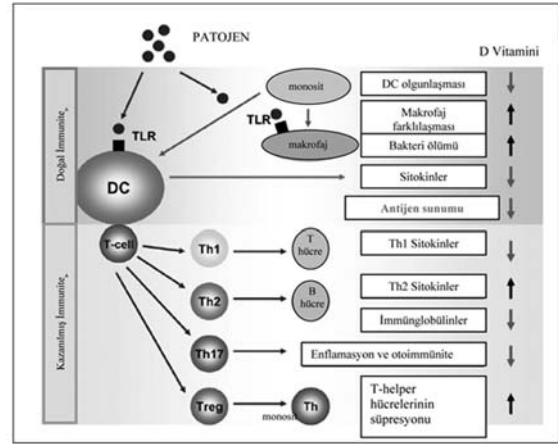 PATOJEN
D Vitamini
Doğal İmmunite
monosit
DC olgunlaşması
TLR
TLR
Makrofaj
farklılaşması
makrofaj
Bakteri ölümü
DC
Sitokinler
Antijen sunumu
Kazanılmış İmmunite
T-cell
Th1
T
hücre
Th1 Sitokinler
Th2
B
hücre
Th2 Sitokinler
İmmünglobülinler
Th17
Enflamasyon ve otoimmünite
Treg
monosit
Th
T-helper
hücrelerinin
süpresyonu